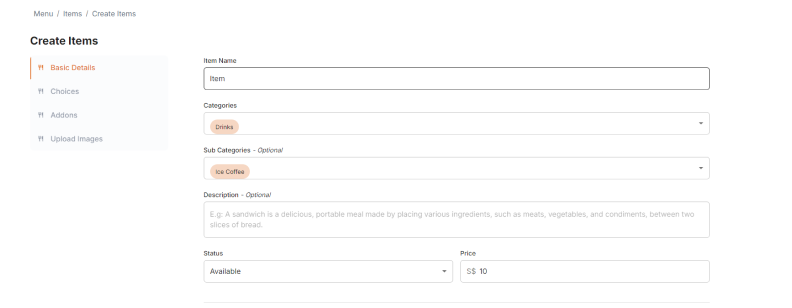 Menu / Items / Create Items
Create Items
Basic Details
Choices
Addons
Upload Images
Item Name
Item
Categories
Drinks
Sub Categories - Optional
Ice Coffee
Description - Optional
E.g: A sandwich is a delicious, portable meal made by placing various ingredients, such as meats, vegetables, and condiments, between two
slices of bread.
Status
Price
Available
S$ 10